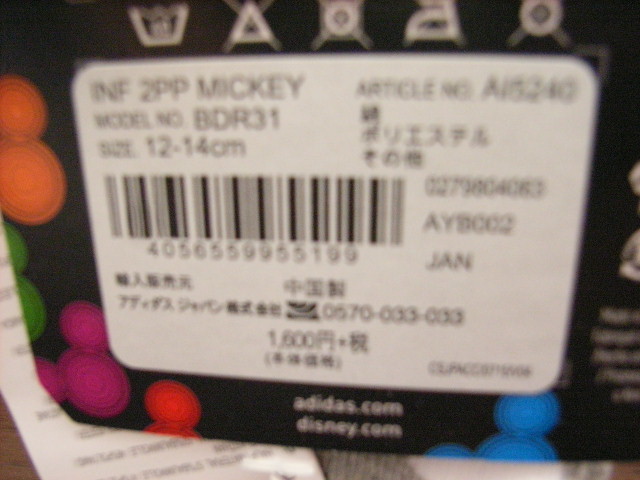 INF 2PP MICKEY
ARTICLE NO. AI5240
MODEL NO. BDR31
SIZE. 12-14cm
綿
ポリエステル
その他
0279804063
AYB002
4056559955199
JAN
輸入販売元
中国製
アディダス ジャパン株式会社
0570-033-033
1,600円+税
(本体価格)
adidas.com
disney.com